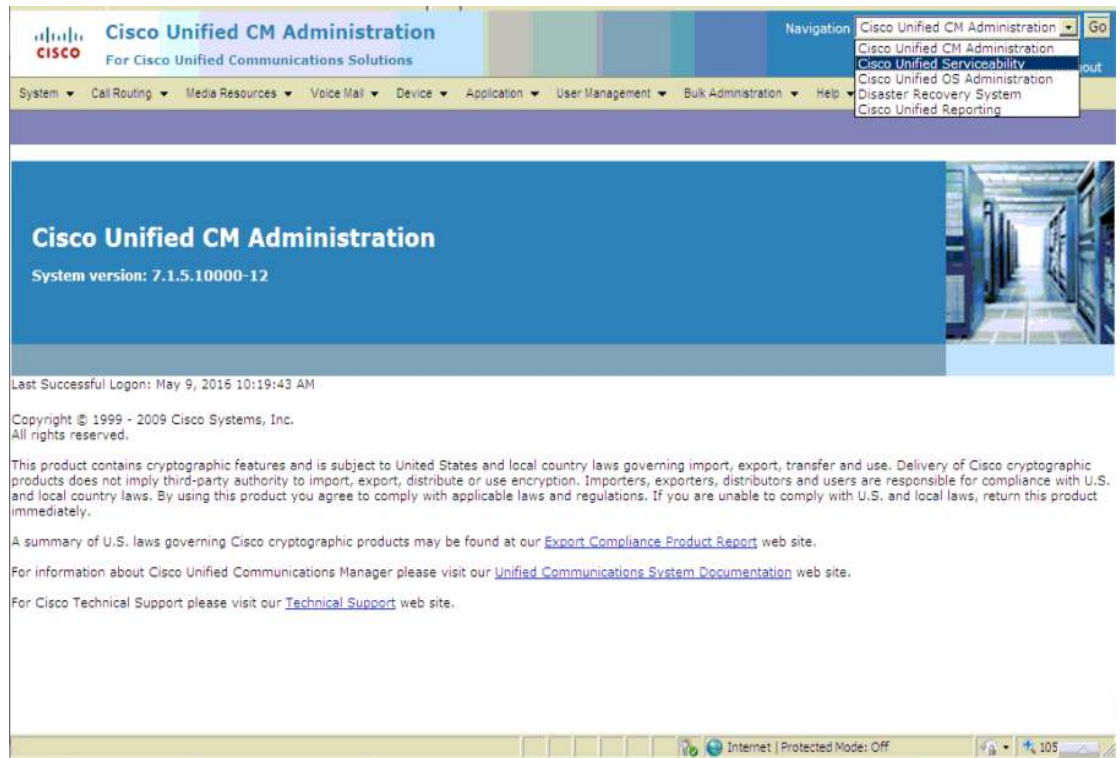 CISCO
Cisco Unified CM Administration
For Cisco Unified Communications Solutions
Navigation Cisco Unified CM Administration Go
Cisco Unified CM Administration
Cisco Unified Serviceability
Cisco Unified OS Administration
Disaster Recovery System
Cisco Unified Reporting
out
System Call Routing Media Resources Voice Mail Device Application User Management Bulk Administration Help
Cisco Unified CM Administration
System version: 7.1.5.10000-12
Last Successful Logon: May 9, 2016 10:19:43 AM
Copyright © 1999 - 2009 Cisco Systems, Inc.
All rights reserved.
This product contains cryptographic features and is subject to United States and local country laws governing import, export, transfer and use. Delivery of Cisco cryptographic
products does not imply third-party authority to import, export, distribute or use encryption. Importers, exporters, distributors and users are responsible for compliance with U.S.
and local country laws. By using this product you agree to comply with applicable laws and regulations. If you are unable to comply with U.S. and local laws, return this product
immediately.
A summary of U.S. laws governing Cisco cryptographic products may be found at our Export Compliance Product Report web site.
For information about Cisco Unified Communications Manager please visit our Unified Communications System Documentation web site.
For Cisco Technical Support please visit our Technical Support web site.
Internet | Protected Mode: Off
105